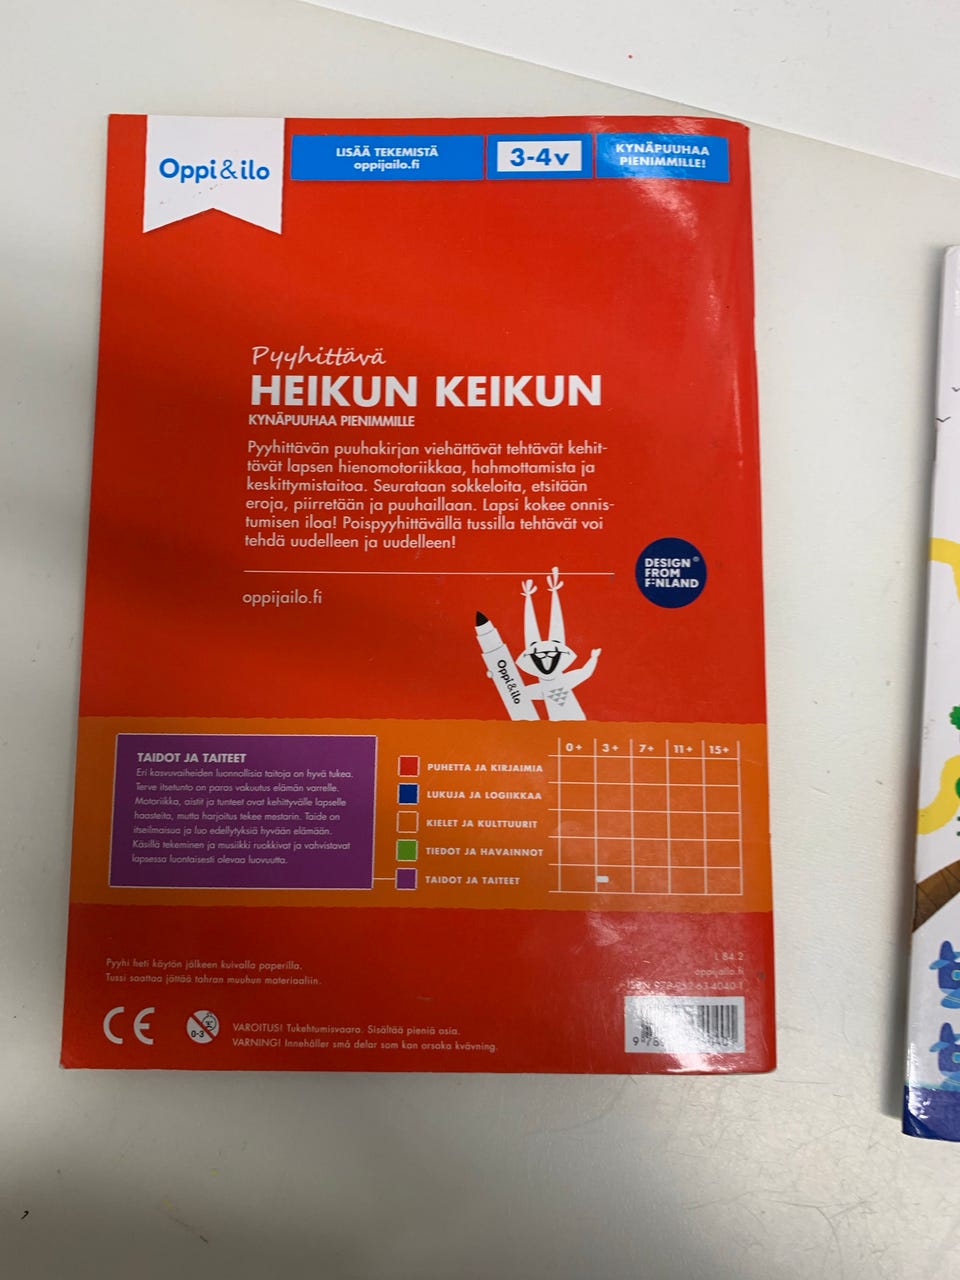 Oppi&ilo
LISÄÄ TEKEMISTÄ
oppijailo.fi
3-4v
KYNÄPUUHAA
PIENIMMILLE!
Pyyhittävä
HEIKUN KEIKUN
KYNÄPUUHAA PIENIMMILLE
Pyyhittävän puuhakirjan viehättävät tehtävät kehit-
tävät lapsen hienomotoriikkaa, hahmottamista ja
keskittymistaitoa. Seurataan sokkeloita, etsitään
eroja, piirretään ja puuhaillaan. Lapsi kokee onnis-
tumisen iloa! Poispyyhittävällä tussilla tehtävät voi
tehdä uudelleen ja uudelleen!
oppijailo.fi
DESIGN
FROM
FINLAND
Oppi&ilo
TAIDOT JA TAITEET
Eri kasvuvaiheiden luonnollisia taitoja on hyvä tukea.
Terve itsetunto on paras vakuutus elämän varrelle.
Motoriikka, aistit ja tunteet ovat kehittyvälle lapselle
haasteita, mutta harjoitus tekee mestarin. Taide on
itseilmaisua ja luo edellytyksiä hyvään elämään.
Käsillä tekeminen ja musiikki ruokkivat ja vahvistavat
lapsessa luontaisesti olevaa luovuutta.
0+ 3+ 7+ 11+ 15+
PUHETTA JA KIRJAIMIA
LUKUJA JA LOGIIKKAA
KIELET JA KULTTUURIT
TIEDOT JA HAVAINNOT
TAIDOT JA TAITEET
Pyyhi heti käytön jälkeen kuivalla paperilla.
Tussi saattaa jättää tahran muuhun materiaaliin.
L 84.2
oppijailo.fi
ISBN 978-952-63-4040-1
CE
0-3
VAROITUS! Tukehtumisvaara. Sisältää pieniä osia.
VARNING! Innehåller små delar som kan orsaka kvävning.